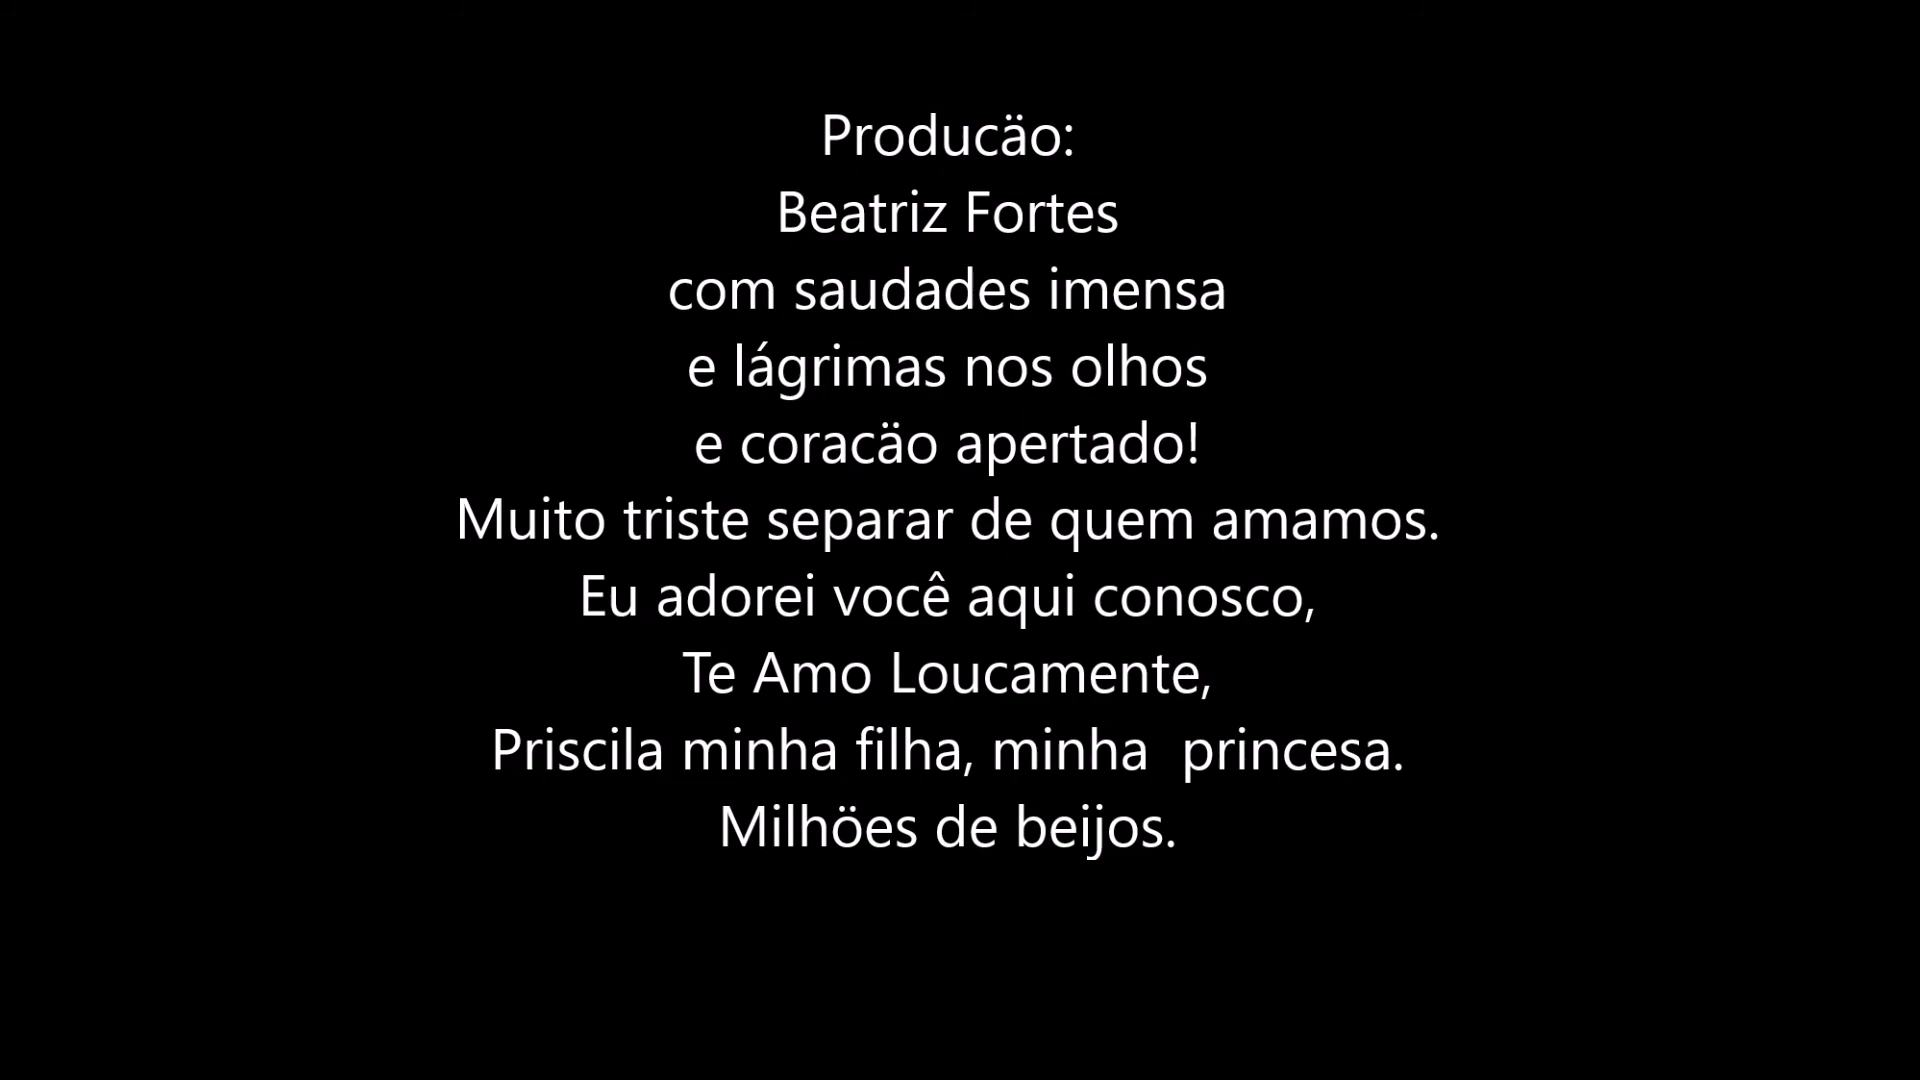 Producäo:
Beatriz Fortes
com saudades imensa
e lágrimas nos olhos
e coracäo apertado!
Muito triste separar de quem amamos.
Eu adorei você aqui conosco,
Te Amo Loucamente,
Priscila minha filha, minha  princesa.
Milhöes de beijos.